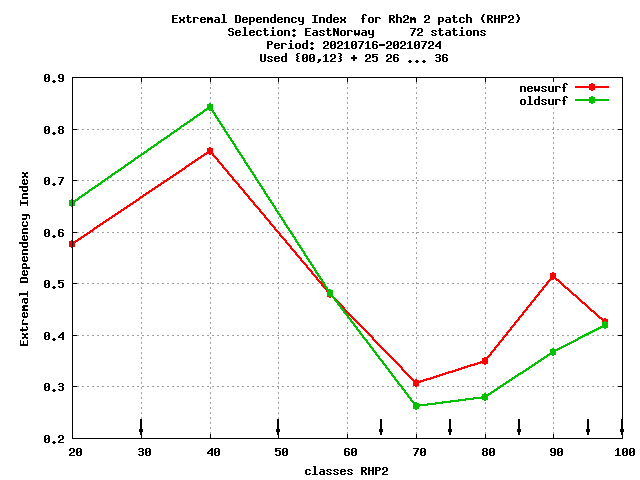 Extremal Dependency Index  for Rh2m 2 patch (RHP2)
Selection: EastNorway     72 stations
Period: 20210716-20210724
Used {00,12} + 25 26 ... 36
newsurf
oldsurf
0.9
0.8
0.7
0.6
0.5
0.4
0.3
0.2
Extremal Dependency Index
20 30 40 50 60 70 80 90 100
classes RHP2